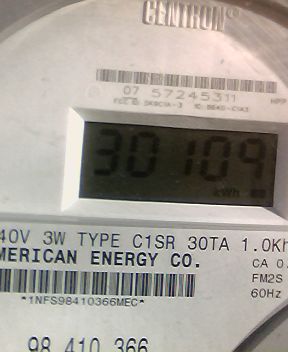 CENTRON®
07 57245311
30109
kWh
40V 3W TYPE C1SR 30TA 1.0Kh
MERICAN ENERGY CO.
CA 0.
FM2S
*1NFS98410366MEC*
60Hz
98 410 366